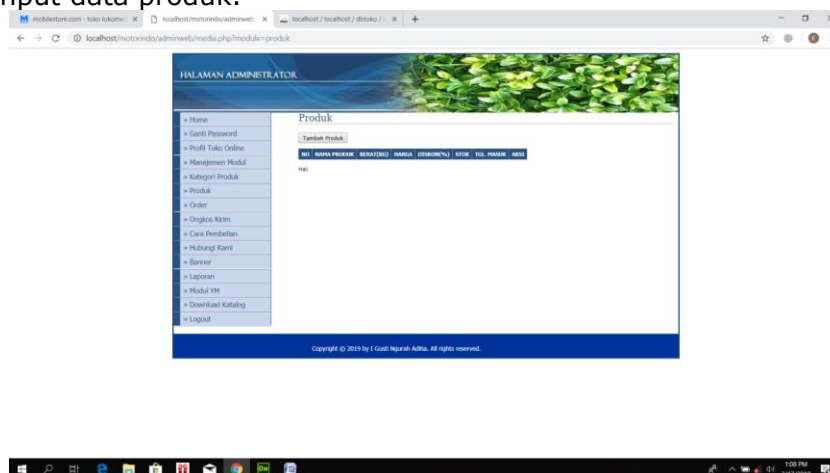 nput data produk.
mobilestore.com - toko lokome
localhost/motorindo/adminweb
localhost / localhost / dbtoko /
localhost/motorindo/adminweb/media.php?module=produk
HALAMAN ADMINISTRATOR
» Home
» Ganti Password
» Profil Toko Online
» Manajemen Modul
» Kategori Produk
» Produk
» Order
» Ongkos Kirim
» Cara Pembelian
» Hubungi Kami
» Banner
» Laporan
» Modul YM
» Download Katalog
» Logout
Produk
Tambah Produk
NO NAMA PRODUK BERAT(KG) HARGA DISKON(%) STOK TGL. MASUK AKSI
Hal:
Copyright © 2019 by I Gusti Ngurah Aditia. All rights reserved.
1:08 PM